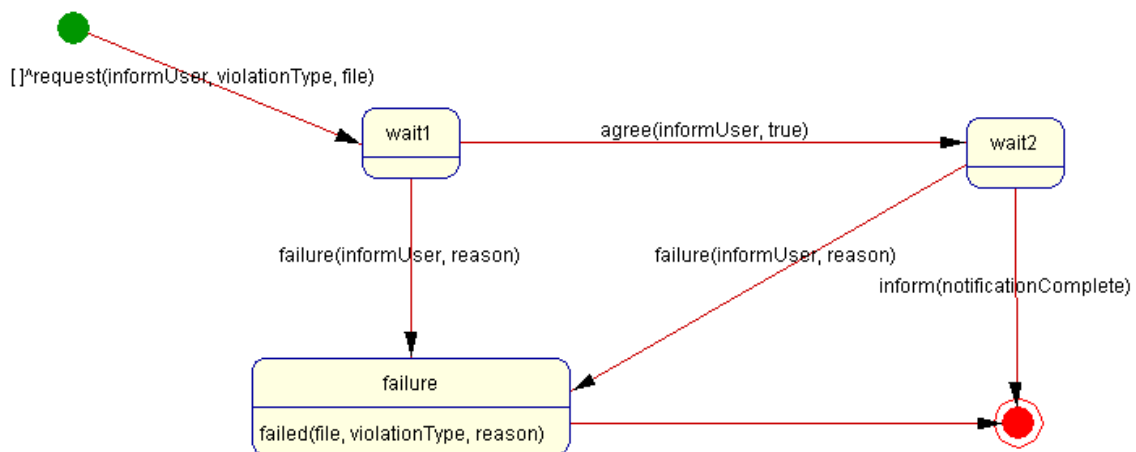 []^request(informUser, violationType, file)
wait1
agree(informUser, true)
wait2
failure(informUser, reason)
failure(informUser, reason)
inform(notificationComplete)
failure
failed(file, violationType, reason)